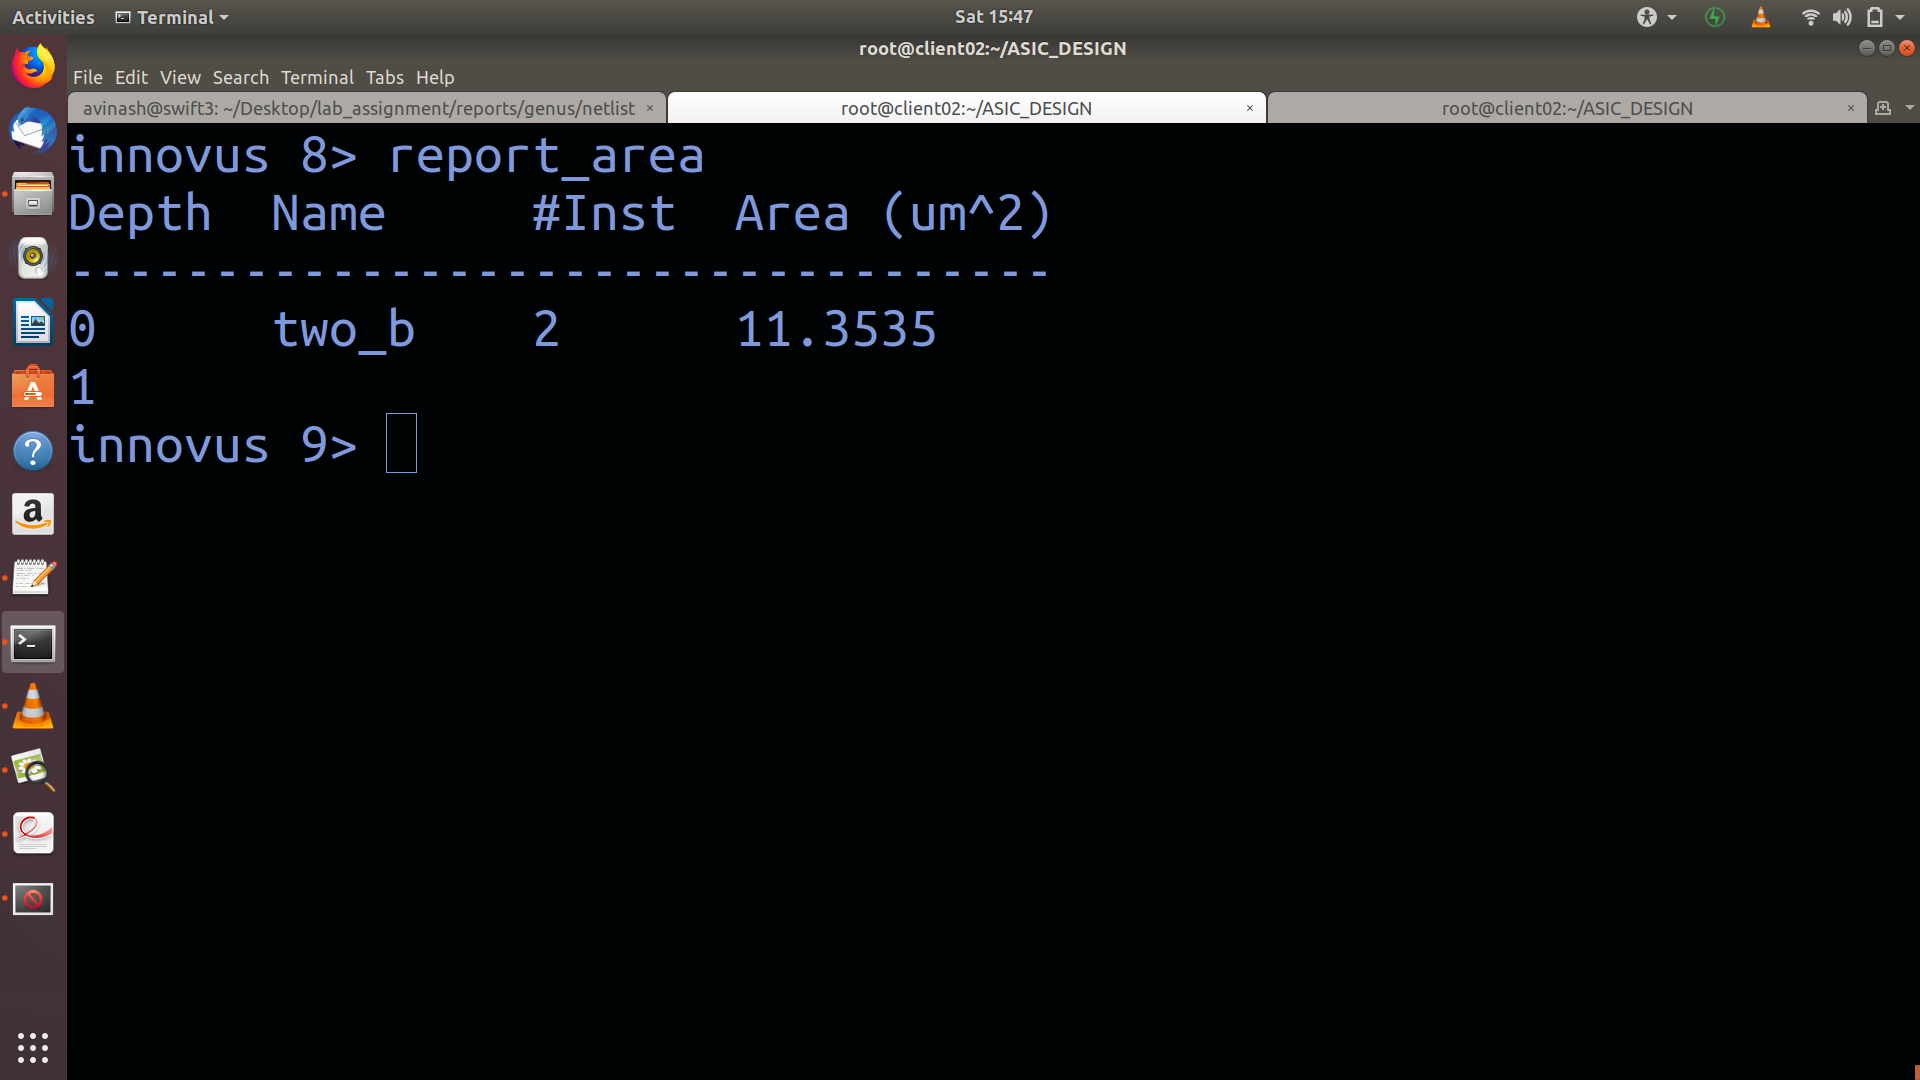 Activities Terminal Sat 15:47
root@client02:~/ASIC_DESIGN
File Edit View Search Terminal Tabs Help
avinash@swift3: ~/Desktop/lab_assignment/reports/genus/netlist × root@client02:~/ASIC_DESIGN × root@client02:~/ASIC_DESIGN ×
innovus 8> report_area
Depth Name #Inst Area (um^2)
----------------------------------
0 two_b 2 11.3535
1
innovus 9>